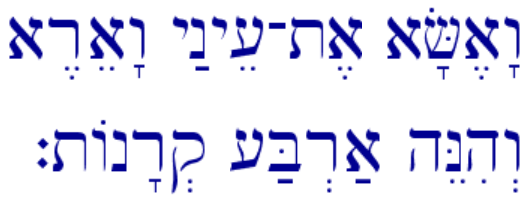 וָאֶשָּׂא אֶת־עֵינַי וָאֵרֶא
וְהִנֵּה אַרְבַּע קְרָנוֹת׃